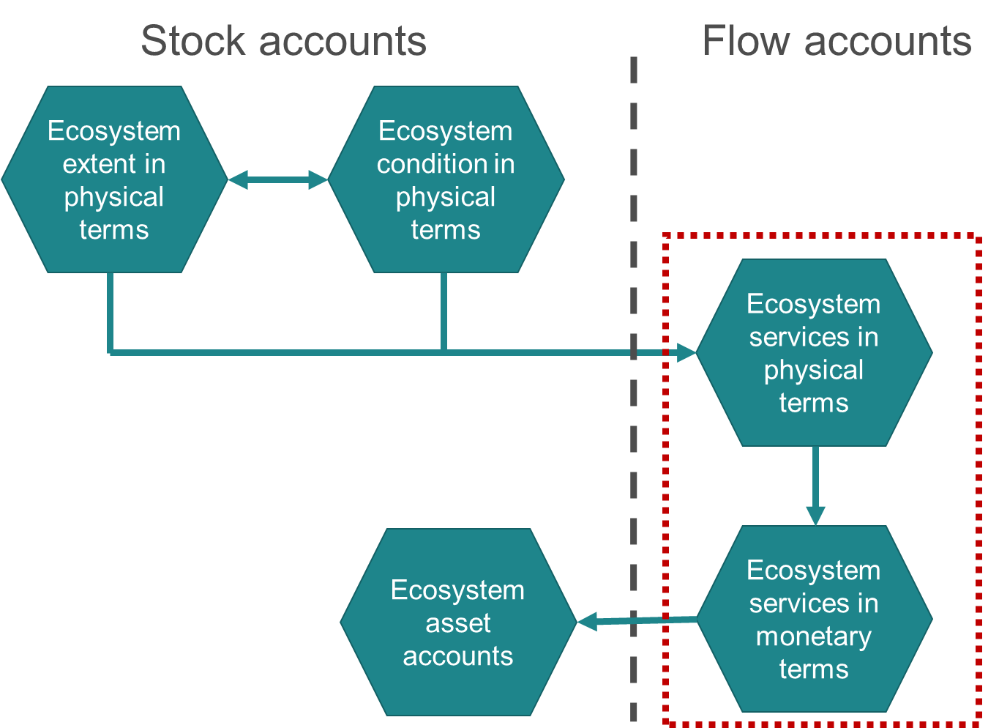 Stock accounts
Flow accounts
Ecosystem
extent in
physical
terms
Ecosystem
condition in
physical
terms
Ecosystem
services in
physical
terms
Ecosystem
asset
accounts
Ecosystem
services in
monetary
terms